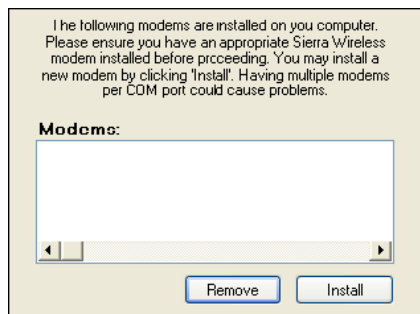 The following modems are installed on you computer.
Please ensure you have an appropriate Sierra Wireless
modem installed before prcceeding. You may install a
new modem by clicking 'Install'. Having multiple modems
per COM port could cause problems.
Modems:
Remove
Install